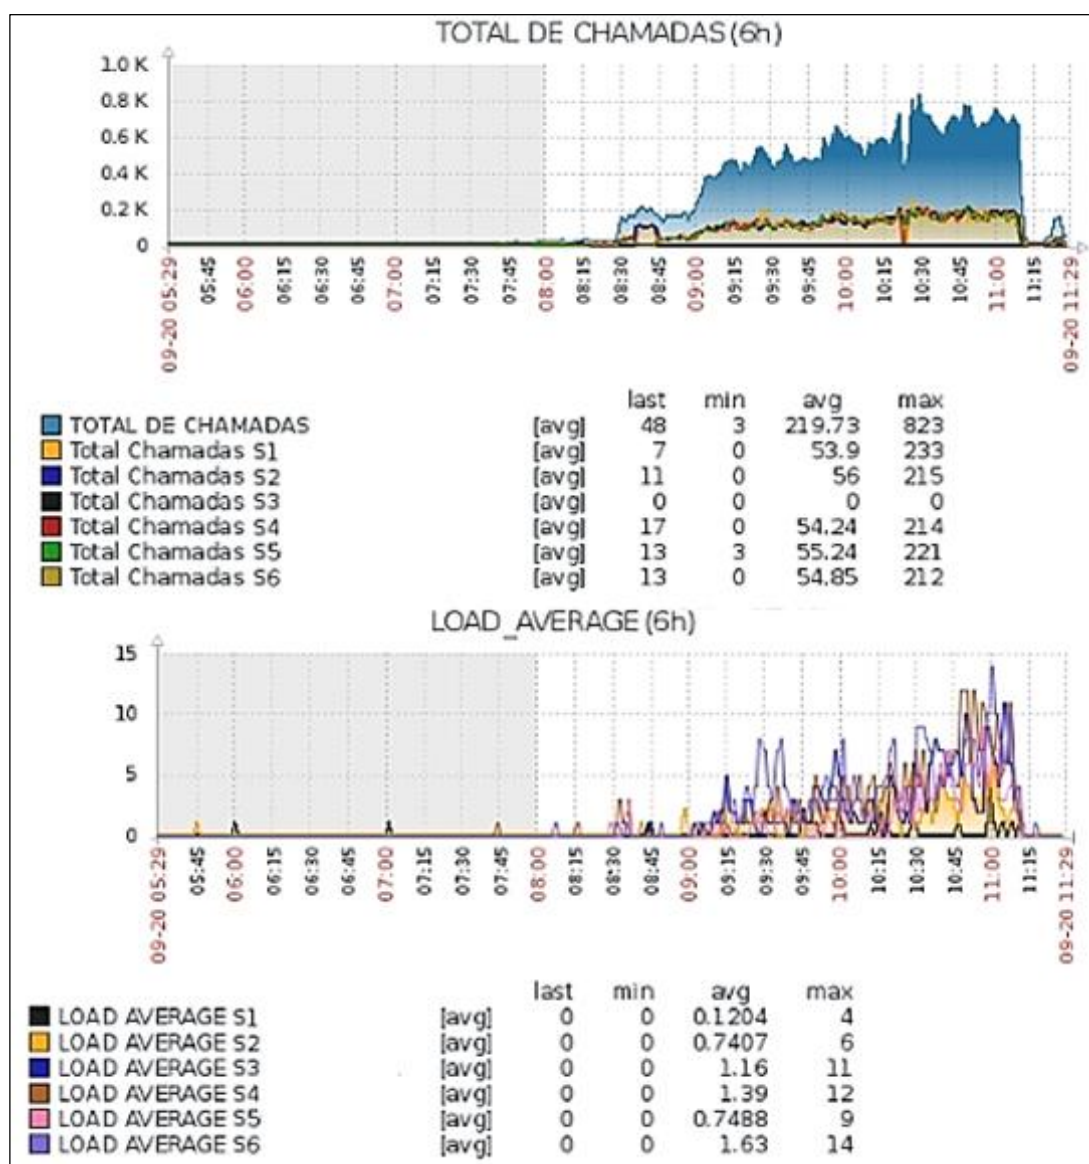 TOTAL DE CHAMADAS (6h)
1.0 K
0.8 K
0.6 K
0.4 K
0.2 K
0
09-20 05:29 05:45 06:00 06:15 06:30 06:45 07:00 07:15 07:30 07:45 08:00 08:15 08:30 08:45 09:00 09:15 09:30 09:45 10:00 10:15 10:30 10:45 11:00 11:15 09-20 11:29
last min avg max
TOTAL DE CHAMADAS [avg] 48 3 219.73 823
Total Chamadas S1 [avg] 7 0 53.9 233
Total Chamadas S2 [avg] 11 0 56 215
Total Chamadas S3 [avg] 0 0 0 0
Total Chamadas S4 [avg] 17 0 54.24 214
Total Chamadas S5 [avg] 13 3 55.24 221
Total Chamadas S6 [avg] 13 0 54.85 212
LOAD_AVERAGE (6h)
15
10
5
0
09-20 05:29 05:45 06:00 06:15 06:30 06:45 07:00 07:15 07:30 07:45 08:00 08:15 08:30 08:45 09:00 09:15 09:30 09:45 10:00 10:15 10:30 10:45 11:00 11:15 09-20 11:29
last min avg max
LOAD AVERAGE S1 [avg] 0 0 0.1204 4
LOAD AVERAGE S2 [avg] 0 0 0.7407 6
LOAD AVERAGE S3 [avg] 0 0 1.16 11
LOAD AVERAGE S4 [avg] 0 0 1.39 12
LOAD AVERAGE S5 [avg] 0 0 0.7488 9
LOAD AVERAGE S6 [avg] 0 0 1.63 14